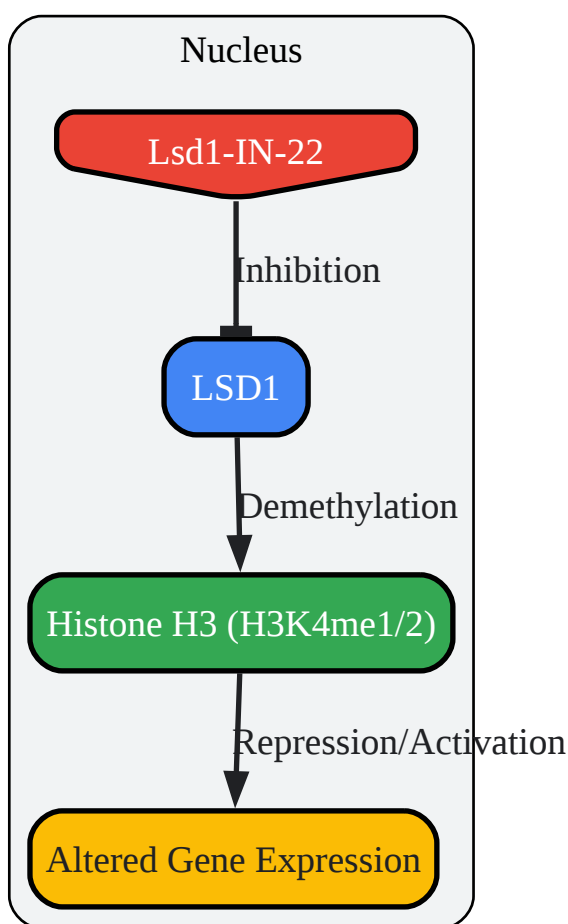 Nucleus
Lsd1-IN-22
Inhibition
LSD1
Demethylation
Histone H3 (H3K4me1/2)
Repression/Activation
Altered Gene Expression